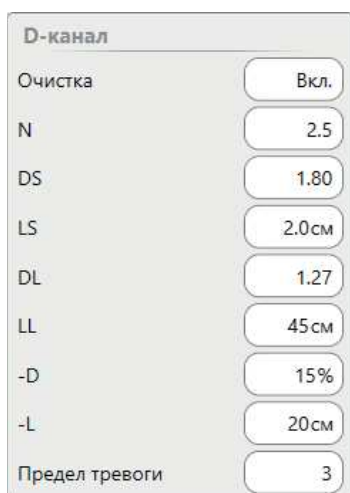 D-канал
Очистка Вкл.
N 2.5
DS 1.80
LS 2.0см
DL 1.27
LL 45см
-D 15%
-L 20см
Предел тревоги 3